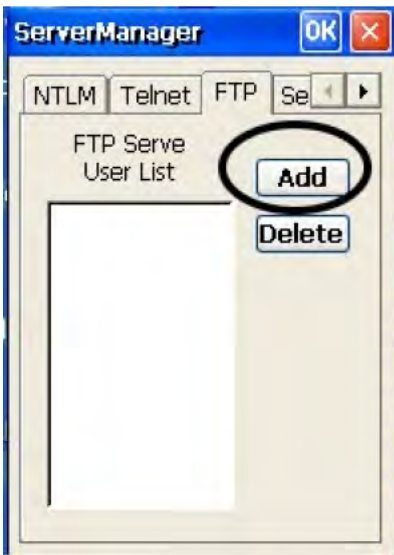 ServerManager OK
NTLM Telnet FTP Se
FTP Serve
User List
Add
Delete